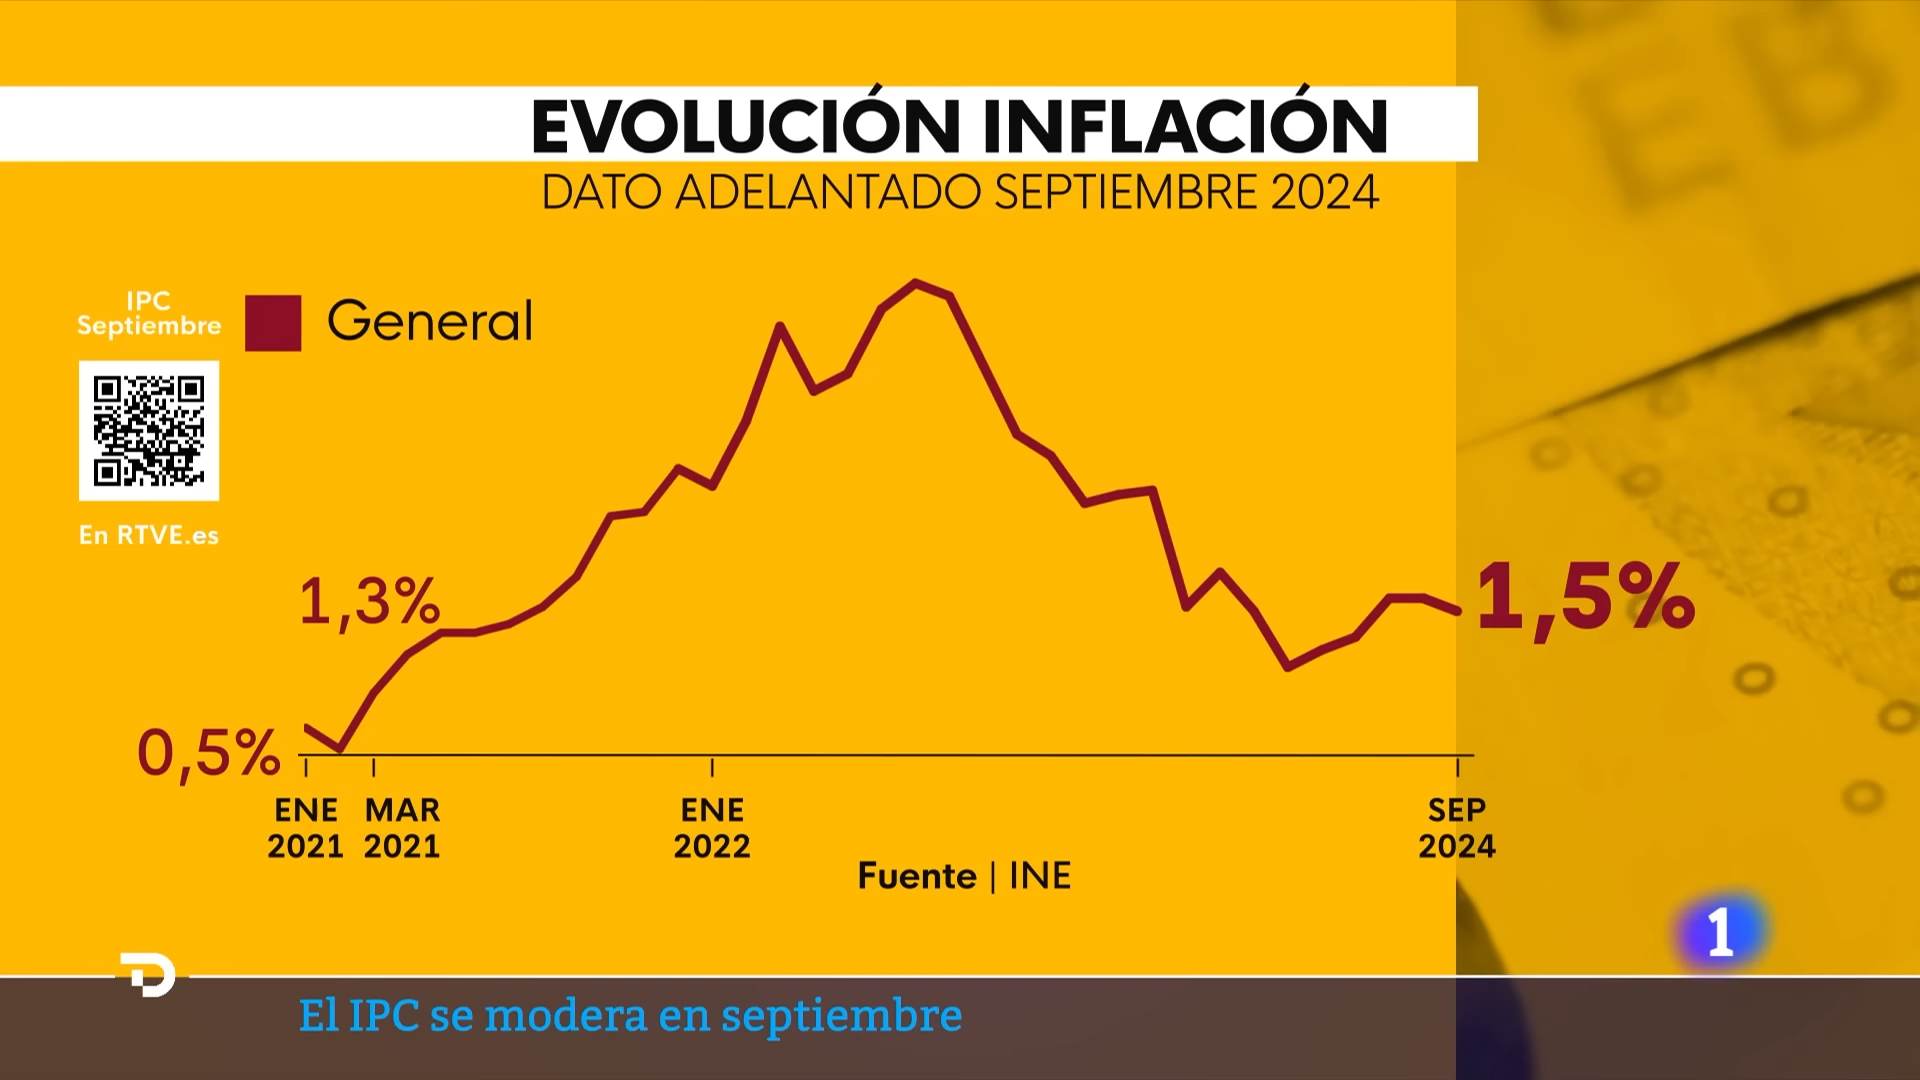 EVOLUCIÓN INFLACIÓN
DATO ADELANTADO SEPTIEMBRE 2024
IPC
Septiembre
En RTVE.es
General
1,3%
0,5%
1,5%
ENE
2021
MAR
2021
ENE
2022
SEP
2024
Fuente | INE
1
El IPC se modera en septiembre